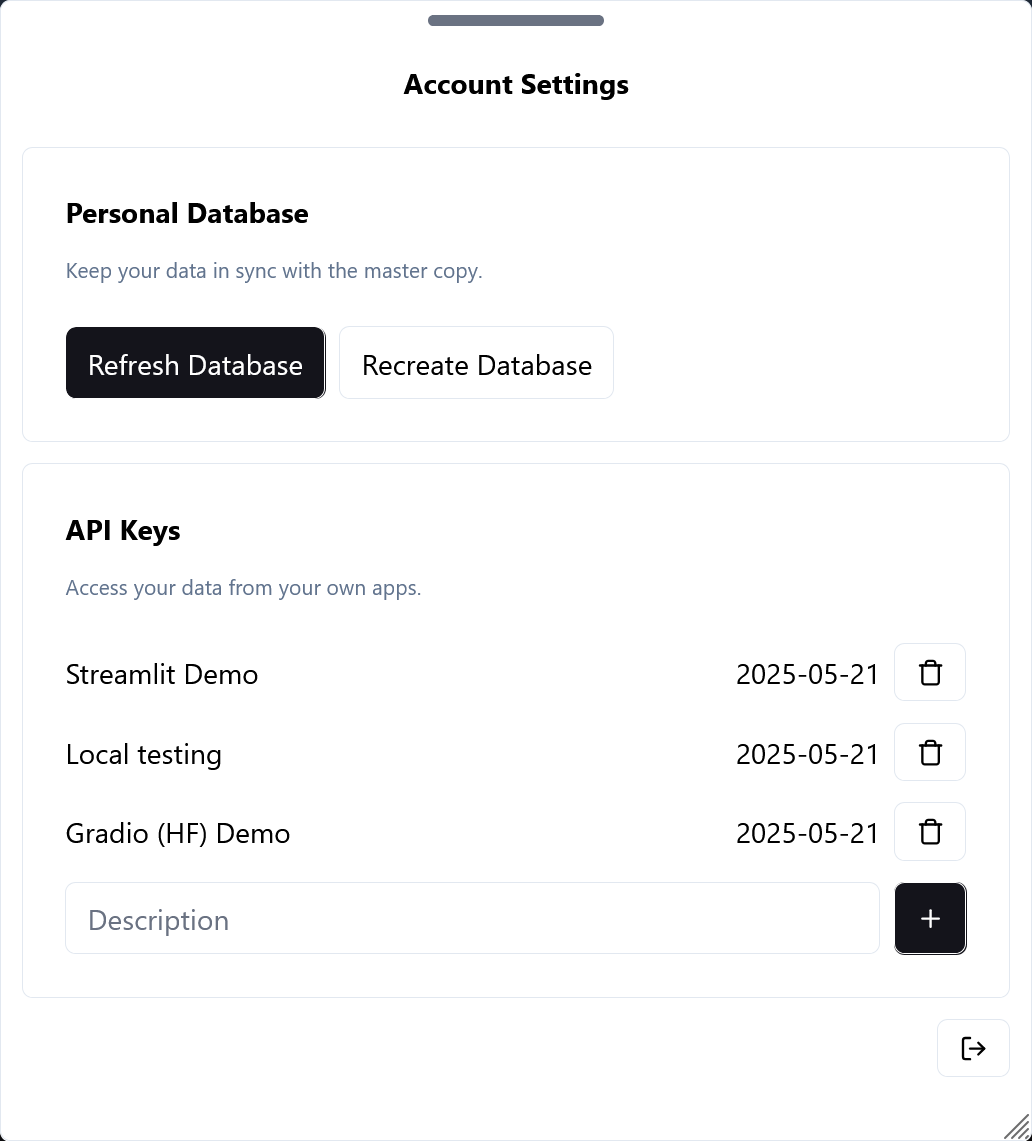 Account Settings
Personal Database
Keep your data in sync with the master copy.
Refresh Database Recreate Database
API Keys
Access your data from your own apps.
Streamlit Demo 2025-05-21
Local testing 2025-05-21
Gradio (HF) Demo 2025-05-21
Description